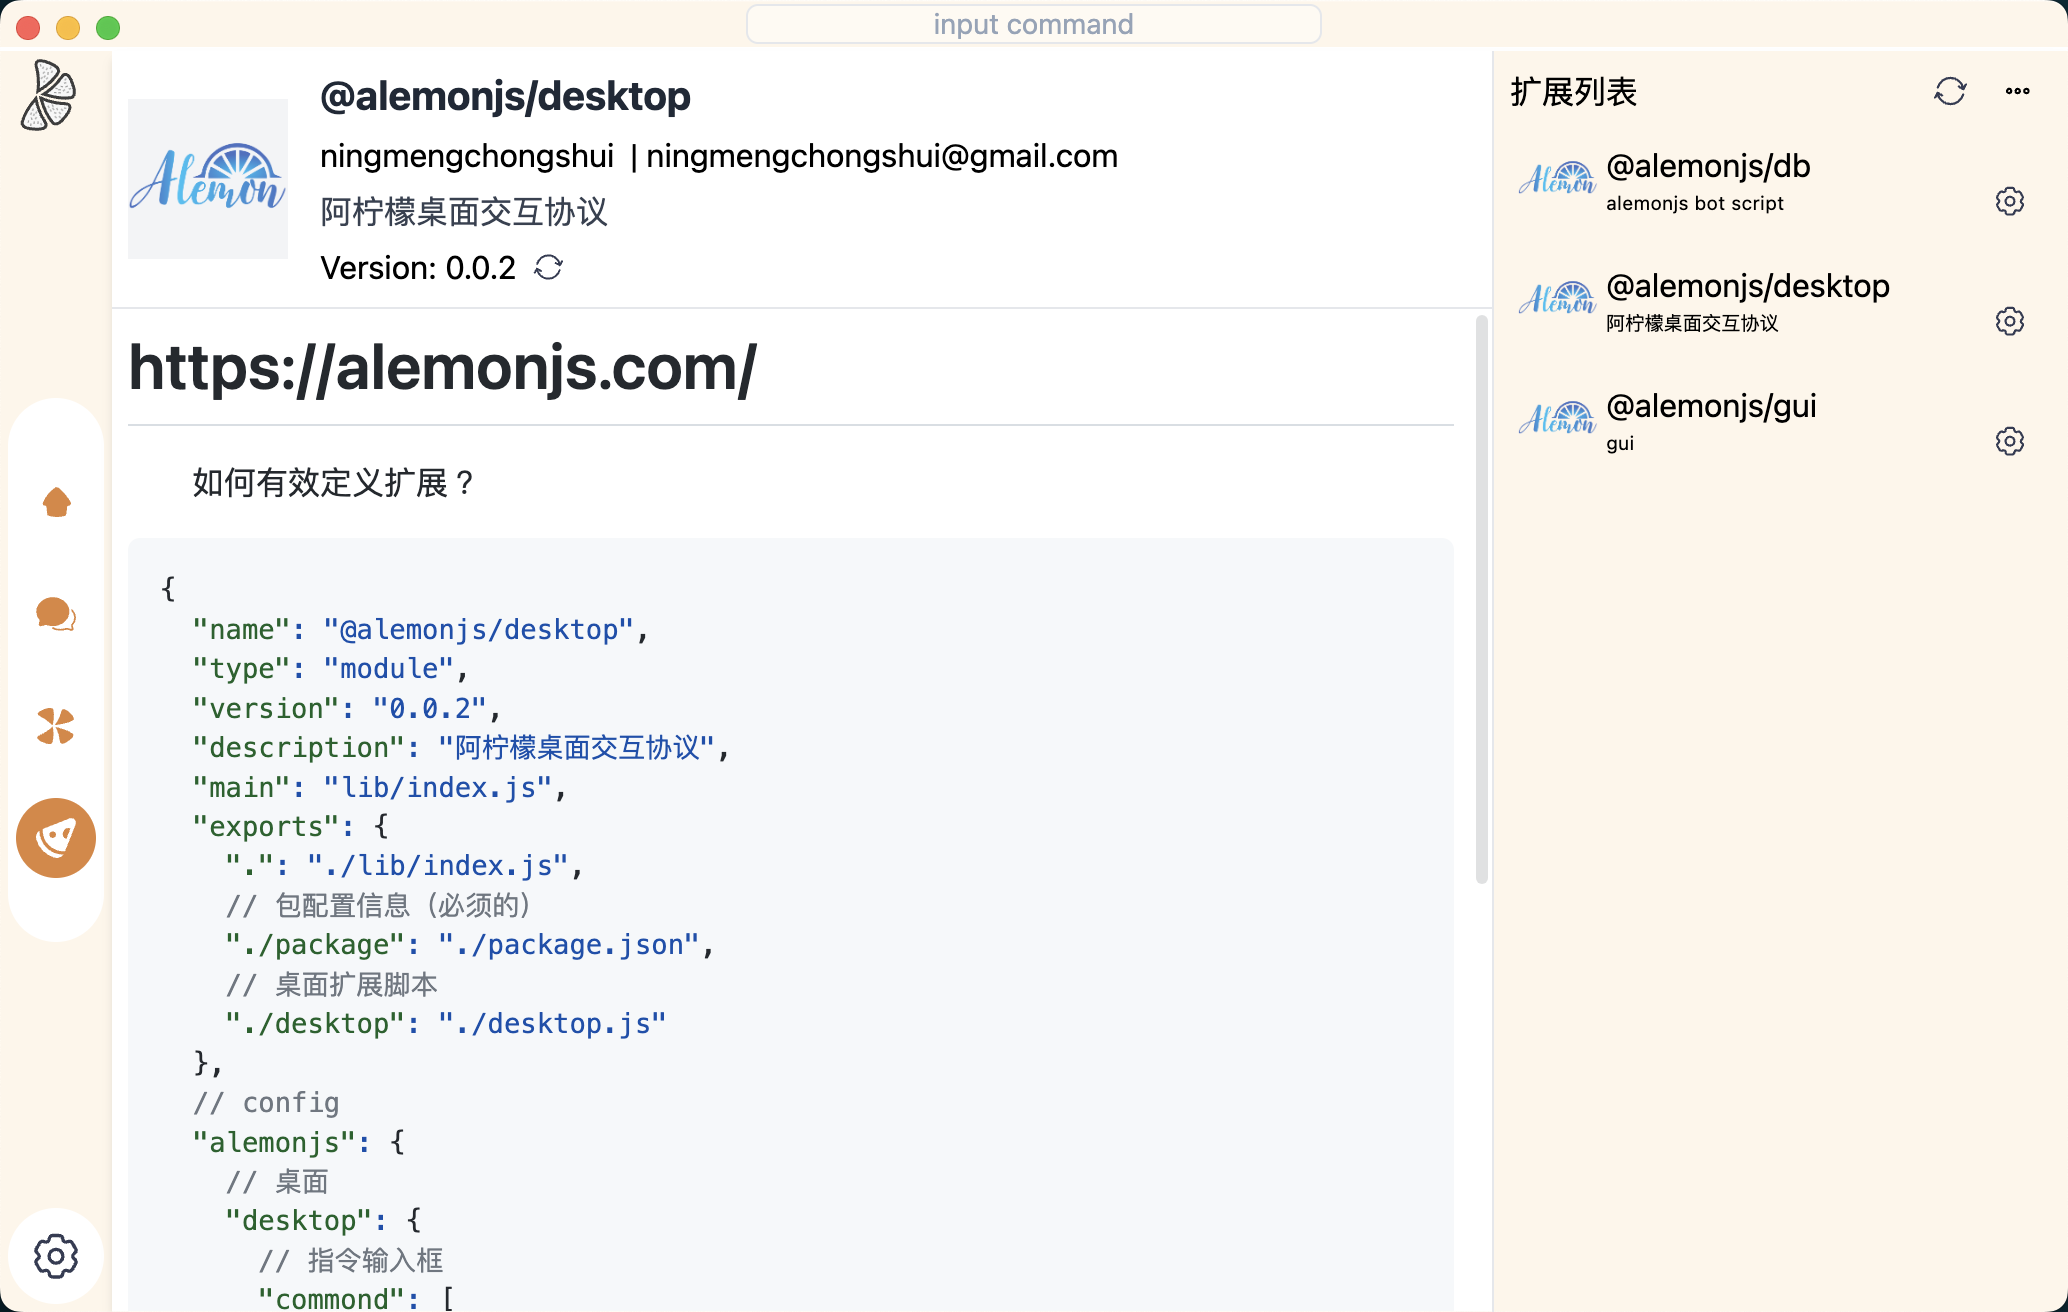 input command
@alemonjs/desktop
Alemon
ningmengchongshui | ningmengchongshui@gmail.com
阿柠檬桌面交互协议
Version: 0.0.2
https://alemonjs.com/
如何有效定义扩展？
{
"name": "@alemonjs/desktop",
"type": "module",
"version": "0.0.2",
"description": "阿柠檬桌面交互协议",
"main": "lib/index.js",
"exports": {
".": "./lib/index.js",
// 包配置信息（必须的）
"./package": "./package.json",
// 桌面扩展脚本
"./desktop": "./desktop.js"
},
// config
"alemonjs": {
// 桌面
"desktop": {
// 指令输入框
"commond": [
扩展列表
Alemon
@alemonjs/db
alemonjs bot script
Alemon
@alemonjs/desktop
阿柠檬桌面交互协议
Alemon
@alemonjs/gui
gui